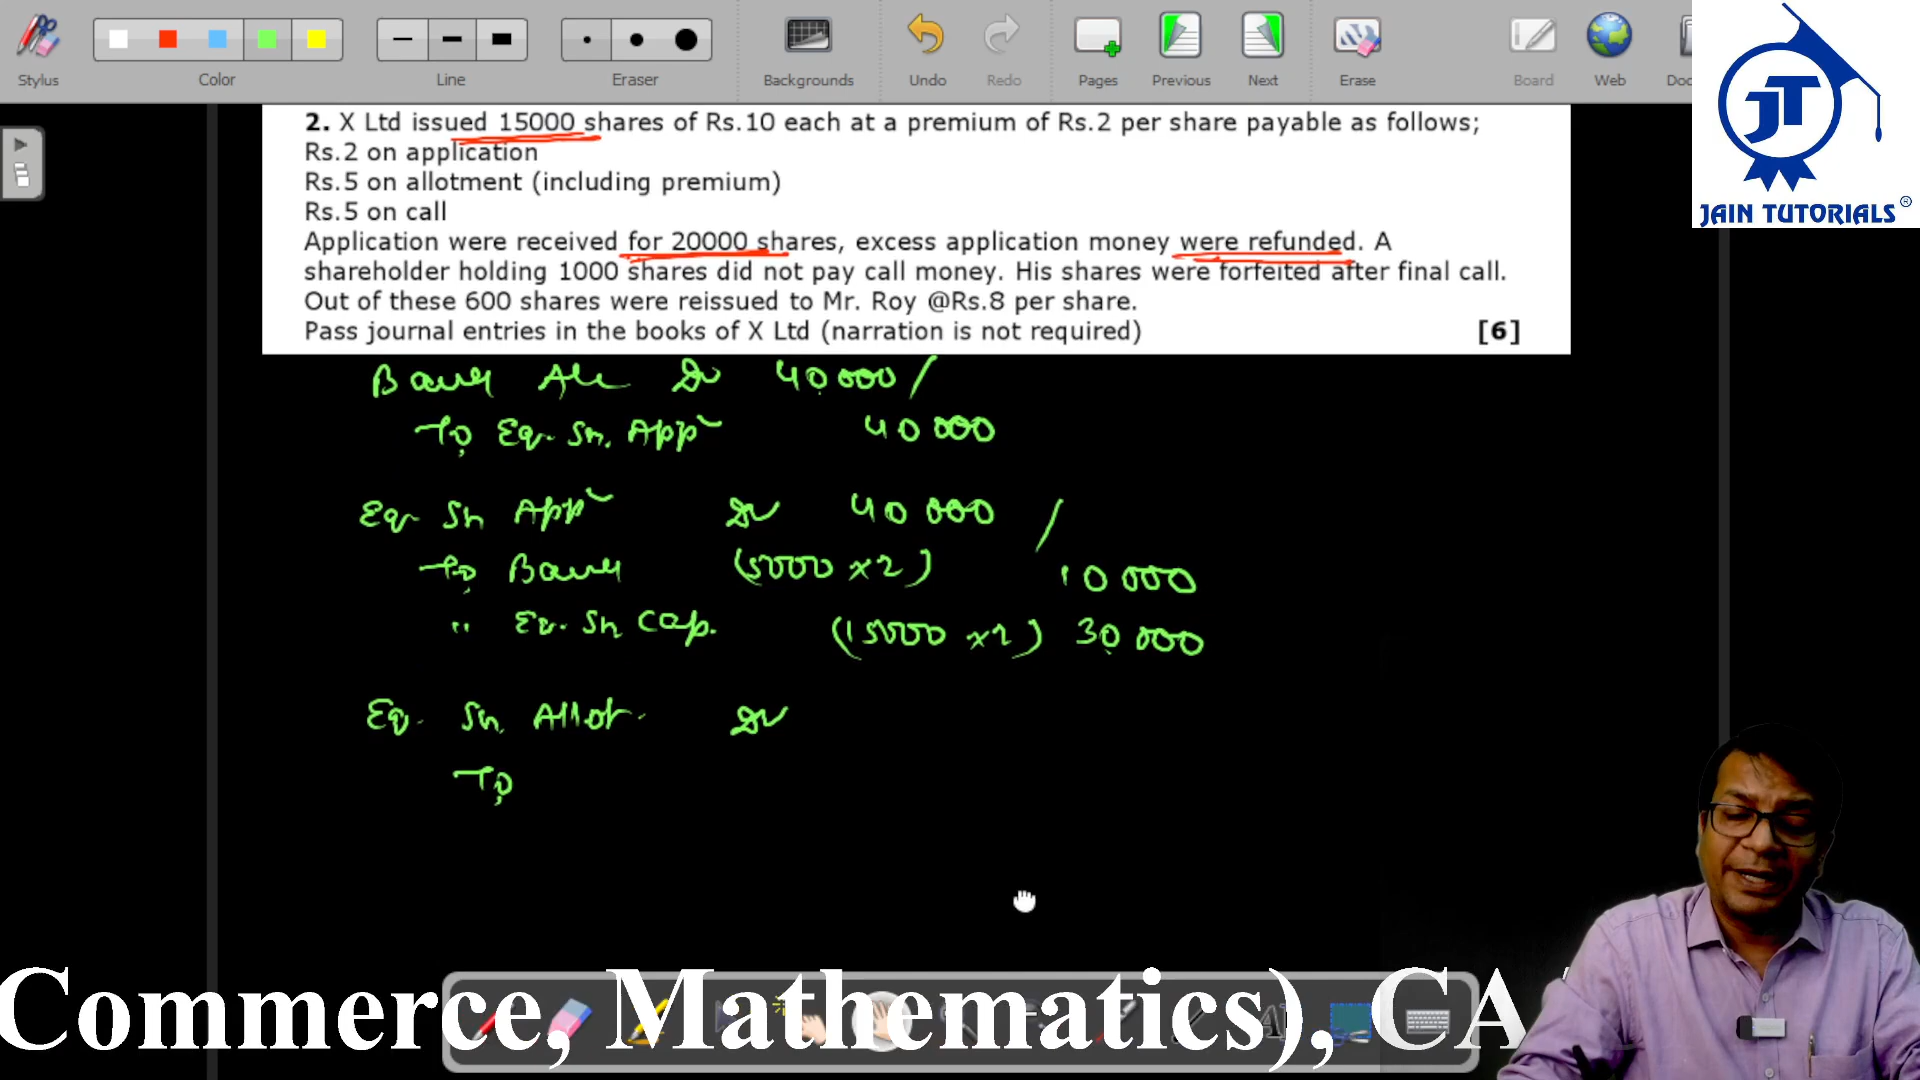 Stylus
Color
Line
Eraser
Backgrounds
Undo
Redo
Pages
Previous
Next
Erase
Board
Web
Doc
JT
JAIN TUTORIALS®
2. X Ltd issued 15000 shares of Rs.10 each at a premium of Rs.2 per share payable as follows;
Rs.2 on application
Rs.5 on allotment (including premium)
Rs.5 on call
Application were received for 20000 shares, excess application money were refunded. A
shareholder holding 1000 shares did not pay call money. His shares were forfeited after final call.
Out of these 600 shares were reissued to Mr. Roy @Rs.8 per share.
Pass journal entries in the books of X Ltd (narration is not required) [6]
Bank A/c Dr 40000/
To Eq. Sh. App 40000
Eq Sh App Dr 40000 /
To Bank (5000 x2) 10000
" Eq. Sh Cap. (15000 x2) 30000
Eq. Sh. Allot. Dr
To
Commerce, Mathematics), CA